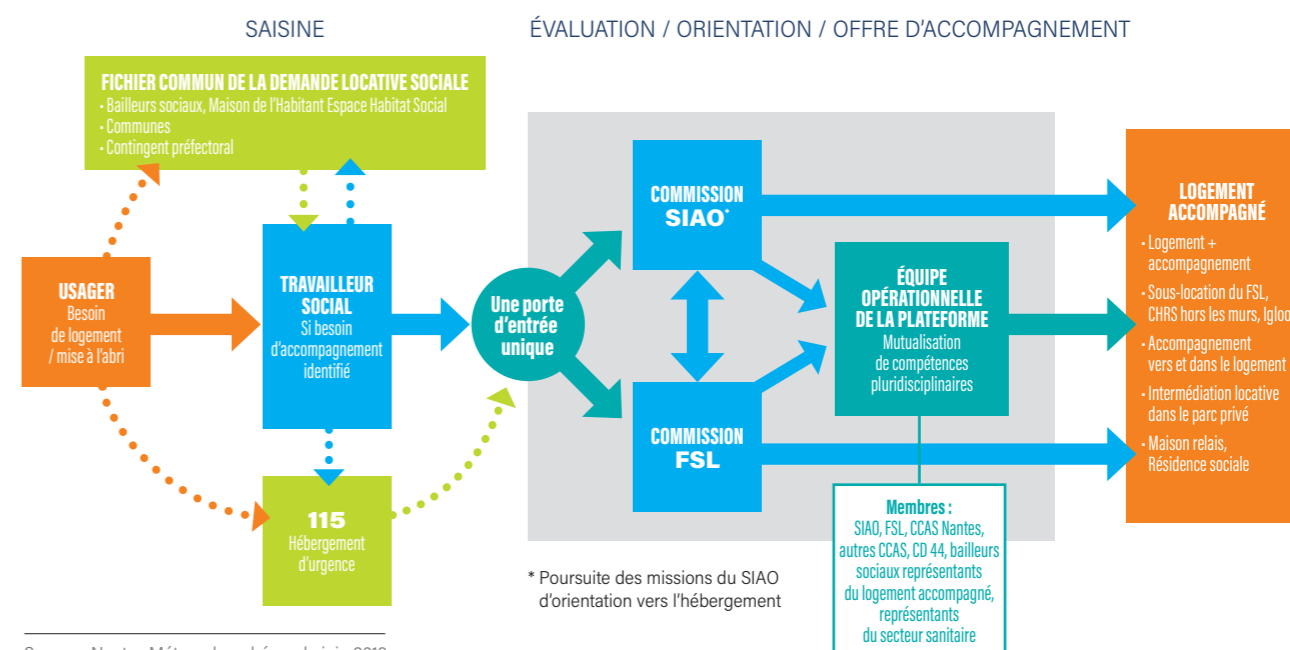 SAISINE
ÉVALUATION / ORIENTATION / OFFRE D'ACCOMPAGNEMENT
FICHIER COMMUN DE LA DEMANDE LOCATIVE SOCIALE
• Bailleurs sociaux, Maison de l'Habitant Espace Habitat Social
• Communes
• Contingent préfectoral
USAGER
Besoin
de logement
/ mise à l'abri
TRAVAILLEUR
SOCIAL
Si besoin
d'accompagnement
identifié
115
Hébergement
d'urgence
Une porte
d'entrée
unique
COMMISSION
SIAO*
COMMISSION
FSL
ÉQUIPE
OPÉRATIONNELLE
DE LA PLATEFORME
Mutualisation
de compétences
pluridisciplinaires
Membres :
SIAO, FSL, CCAS Nantes,
autres CCAS, CD 44, bailleurs
sociaux représentants
du logement accompagné,
représentants
du secteur sanitaire
LOGEMENT
ACCOMPAGNÉ
• Logement +
accompagnement
• Sous-location du FSL,
CHRS hors les murs, Igloo
• Accompagnement
vers et dans le logement
• Intermédiation locative
dans le parc privé
• Maison relais,
Résidence sociale
* Poursuite des missions du SIAO
d'orientation vers l'hébergement